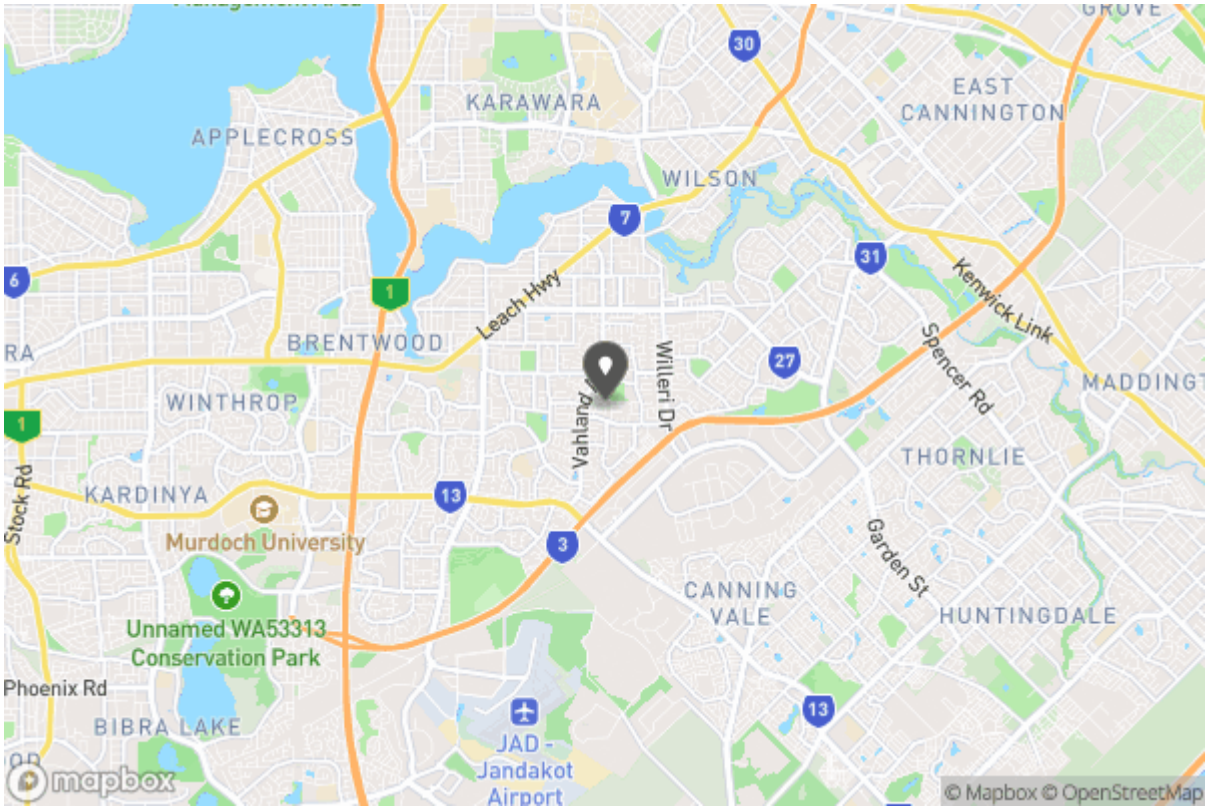 GROVE
30
KARAWARA
EAST
CANNINGTON
APPLECROSS
WILSON
7
31
6
1
Kenwick Link
Leach Hwy
BRENTWOOD
Spencer Rd
Willeri Dr
27
RA
MADDINGT
WINTHROP
1
Vahland
THORNLIE
Stock Rd
KARDINYA
13
Murdoch University
3
Garden St
CANNING
VALE
HUNTINGDALE
Unnamed WA53313
Conservation Park
Phoenix Rd
13
BIBRA LAKE
JAD -
Jandakot
Airport
mapbox
© Mapbox © OpenStreetMap